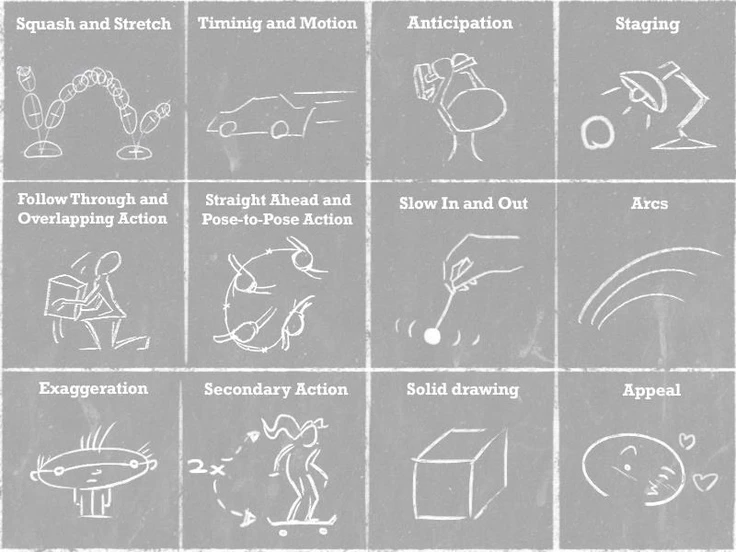 Squash and Stretch
Timinig and Motion
Anticipation
Staging
Follow Through and
Overlapping Action
Straight Ahead and
Pose-to-Pose Action
Slow In and Out
Arcs
Exaggeration
Secondary Action
Solid drawing
Appeal
2x